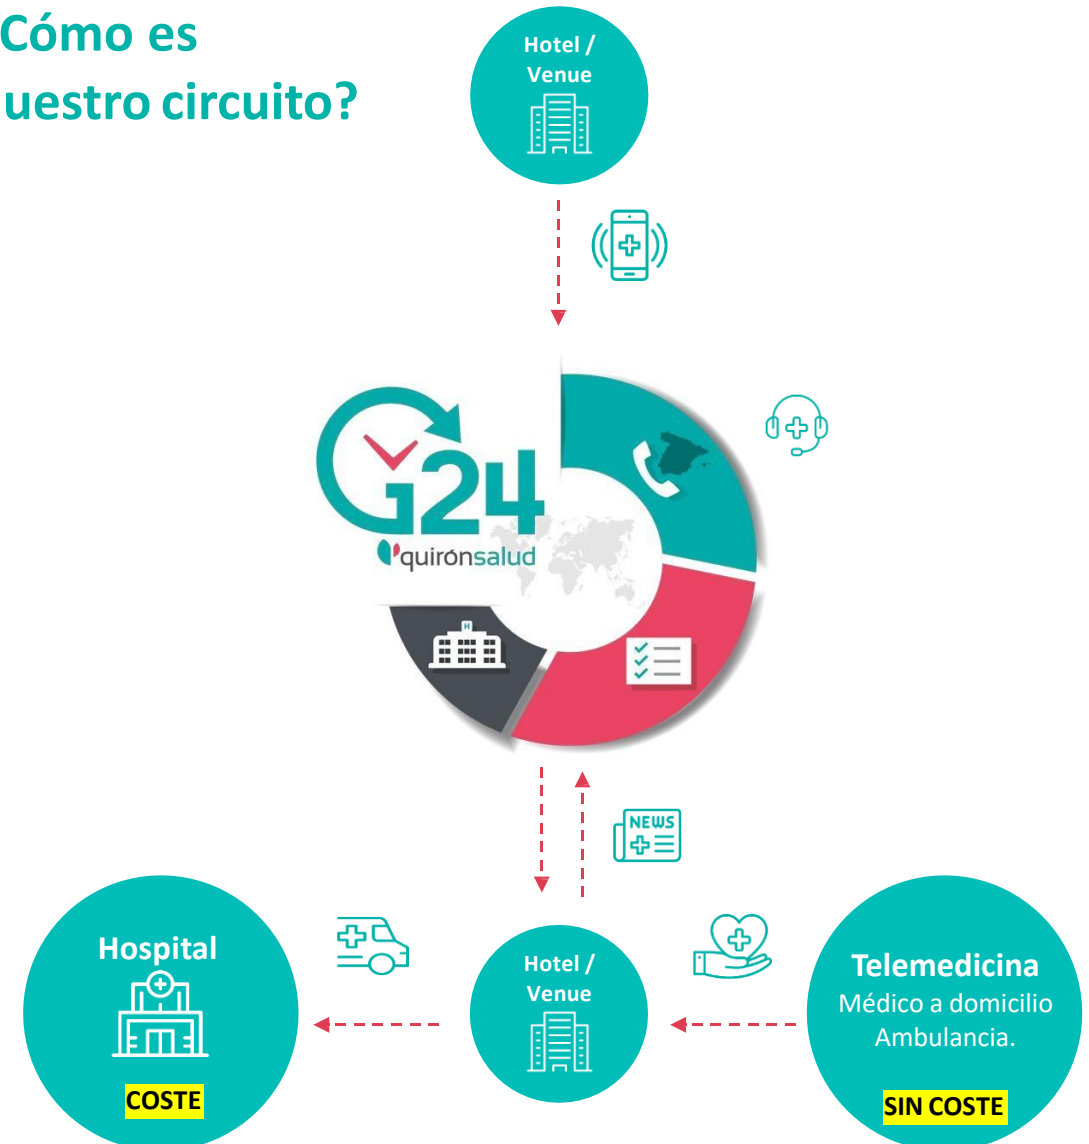 Cómo es
uestro circuito?
Hotel /
Venue
G24
quirónsalud
H
NEWS
Hospital
COSTE
Hotel /
Venue
Telemedicina
Médico a domicilio
Ambulancia.
SIN COSTE